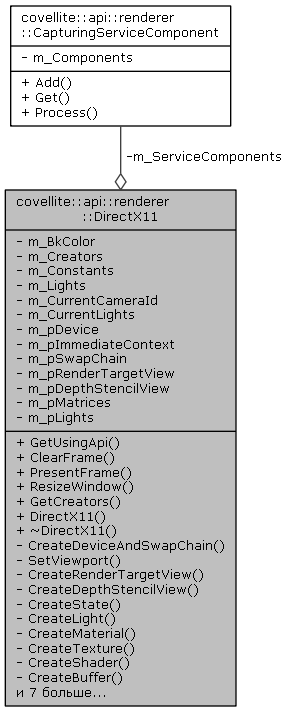 covellite::api::renderer
::CapturingServiceComponent
- m_Components
+ Add()
+ Get()
+ Process()
-m_ServiceComponents
covellite::api::renderer
::DirectX11
- m_BkColor
- m_Creators
- m_Constants
- m_Lights
- m_CurrentCameraId
- m_CurrentLights
- m_pDevice
- m_pImmediateContext
- m_pSwapChain
- m_pRenderTargetView
- m_pDepthStencilView
- m_pMatrices
- m_pLights
+ GetUsingApi()
+ ClearFrame()
+ PresentFrame()
+ ResizeWindow()
+ GetCreators()
+ DirectX11()
+ ~DirectX11()
- CreateDeviceAndSwapChain()
- SetViewport()
- CreateRenderTargetView()
- CreateDepthStencilView()
- CreateState()
- CreateLight()
- CreateMaterial()
- CreateTexture()
- CreateShader()
- CreateBuffer()
и 7 больше...